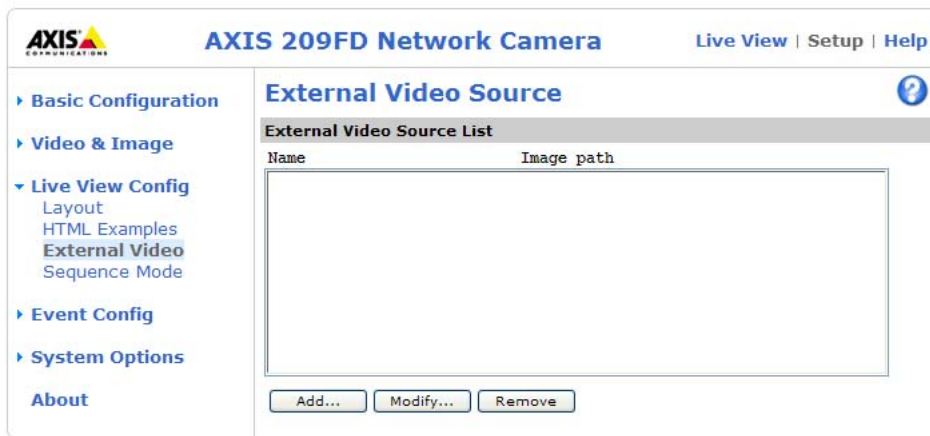 AXIS
COMMUNICATIONS
AXIS 209FD Network Camera
Live View | Setup | Help
Basic Configuration
Video & Image
Live View Config
Layout
HTML Examples
External Video
Sequence Mode
Event Config
System Options
About
External Video Source
?
External Video Source List
Name Image path
Add... Modify... Remove